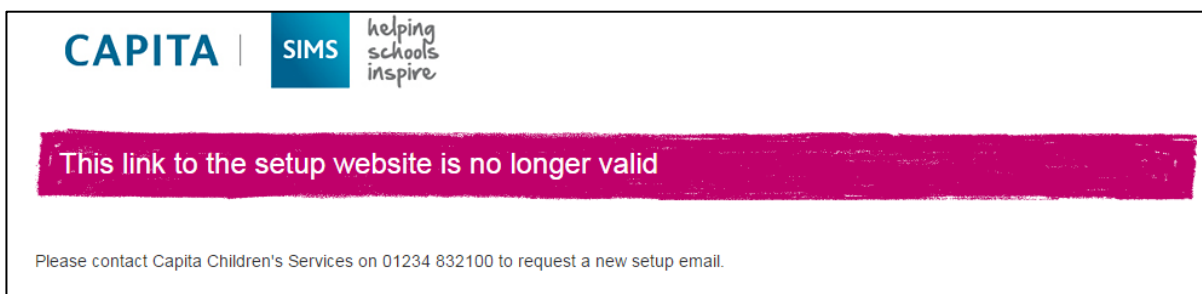 CAPITA
SIMS
helping
schools
inspire
This link to the setup website is no longer valid
Please contact Capita Children's Services on 01234 832100 to request a new setup email.